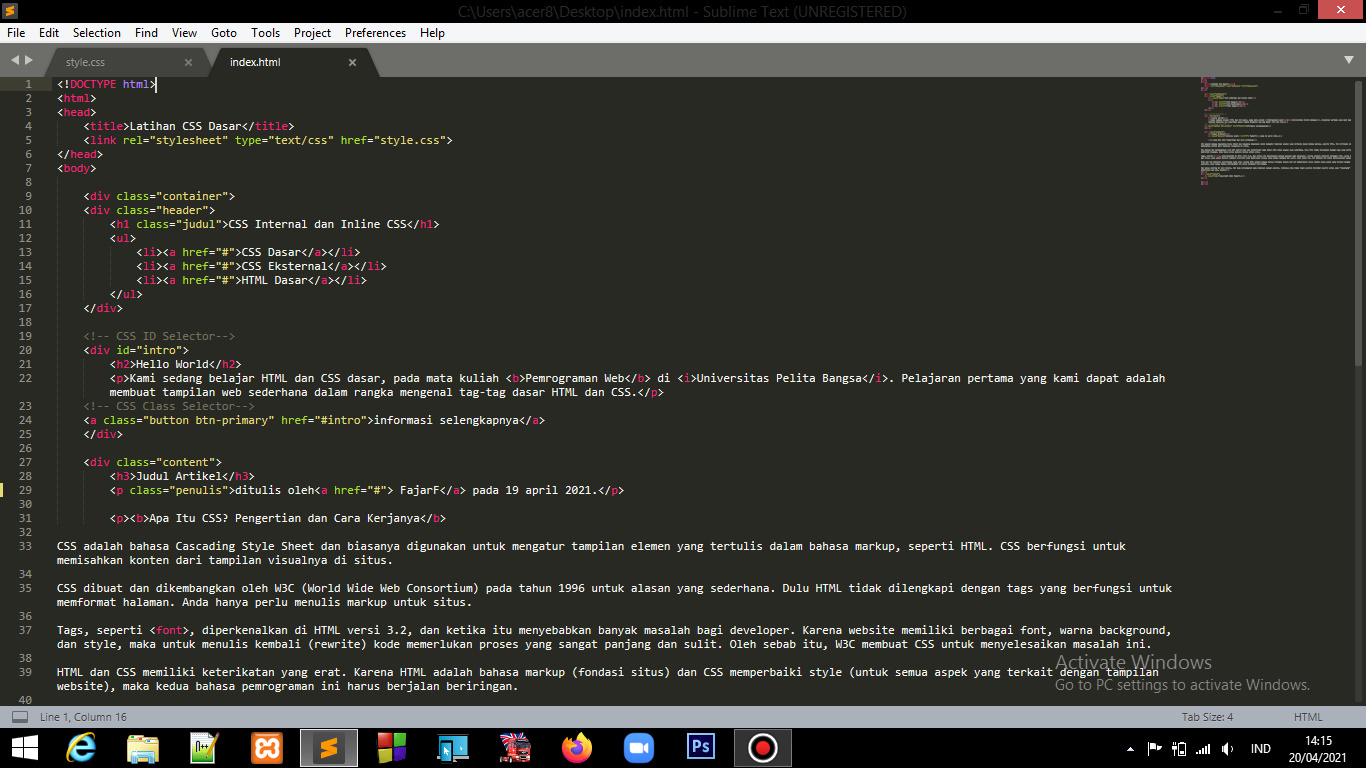 C:\Users\acer8\Desktop\index.html - Sublime Text (UNREGISTERED)
File Edit Selection Find View Goto Tools Project Preferences Help
style.css index.html
1 <!DOCTYPE html>
2 <html>
3 <head>
4 <title>Latihan CSS Dasar</title>
5 <link rel="stylesheet" type="text/css" href="style.css">
6 </head>
7 <body>
8
9 <div class="container">
10 <div class="header">
11 <h1 class="judul">CSS Internal dan Inline CSS</h1>
12 <ul>
13 <li><a href="#">CSS Dasar</a></li>
14 <li><a href="#">CSS Eksternal</a></li>
15 <li><a href="#">HTML Dasar</a></li>
16 </ul>
17 </div>
18
19 <!-- CSS ID Selector-->
20 <div id="intro">
21 <h2>Hello World</h2>
22 <p>Kami sedang belajar HTML dan CSS dasar, pada mata kuliah <b>Pemrograman Web</b> di <i>Universitas Pelita Bangsa</i>. Pelajaran pertama yang kami dapat adalah
membuat tampilan web sederhana dalam rangka mengenal tag-tag dasar HTML dan CSS.</p>
23 <!-- CSS Class Selector-->
24 <a class="button btn-primary" href="#intro">informasi selengkapnya</a>
25 </div>
26
27 <div class="content">
28 <h3>Judul Artikel</h3>
29 <p class="penulis">ditulis oleh<a href="#"> FajarF</a> pada 19 april 2021.</p>
30
31 <p><b>Apa Itu CSS? Pengertian dan Cara Kerjanya</b>
32
33 CSS adalah bahasa Cascading Style Sheet dan biasanya digunakan untuk mengatur tampilan elemen yang tertulis dalam bahasa markup, seperti HTML. CSS berfungsi untuk
memisahkan konten dari tampilan visualnya di situs.
34
35 CSS dibuat dan dikembangkan oleh W3C (World Wide Web Consortium) pada tahun 1996 untuk alasan yang sederhana. Dulu HTML tidak dilengkapi dengan tags yang berfungsi untuk
memformat halaman. Anda hanya perlu menulis markup untuk situs.
36
37 Tags, seperti <font>, diperkenalkan di HTML versi 3.2, dan ketika itu menyebabkan banyak masalah bagi developer. Karena website memiliki berbagai font, warna background,
dan style, maka untuk menulis kembali (rewrite) kode memerlukan proses yang sangat panjang dan sulit. Oleh sebab itu, W3C membuat CSS untuk menyelesaikan masalah ini.
38
39 HTML dan CSS memiliki keterikatan yang erat. Karena HTML adalah bahasa markup (fondasi situs) dan CSS memperbaiki style (untuk semua aspek yang terkait dengan tampilan
website), maka kedua bahasa pemrograman ini harus berjalan beriringan.
40
Activate Windows
Go to PC settings to activate Windows.
Line 1, Column 16 Tab Size: 4 HTML
Ps
IND
14:15
20/04/2021